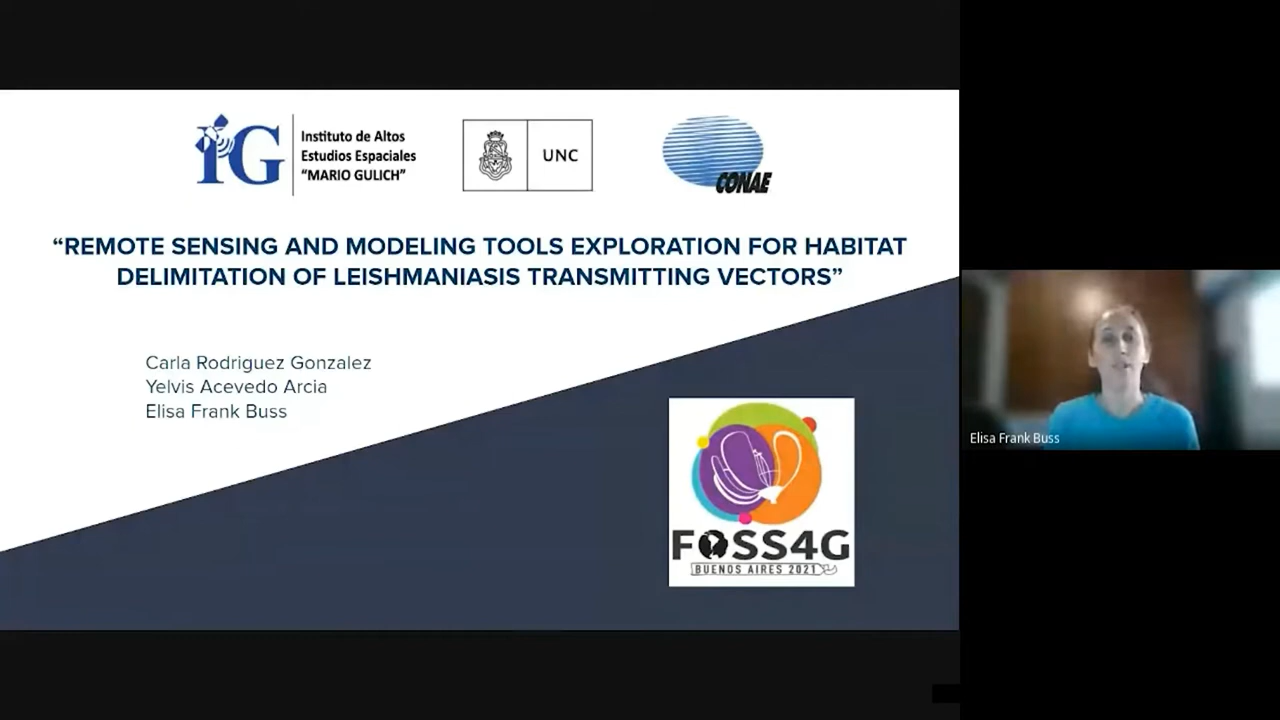 iG
Instituto de Altos
Estudios Espaciales
"MARIO GULICH"
UNC
CONAE
“REMOTE SENSING AND MODELING TOOLS EXPLORATION FOR HABITAT
DELIMITATION OF LEISHMANIASIS TRANSMITTING VECTORS”
Carla Rodriguez Gonzalez
Yelvis Acevedo Arcia
Elisa Frank Buss
FOSS4G
BUENOS AIRES 2021
Elisa Frank Buss